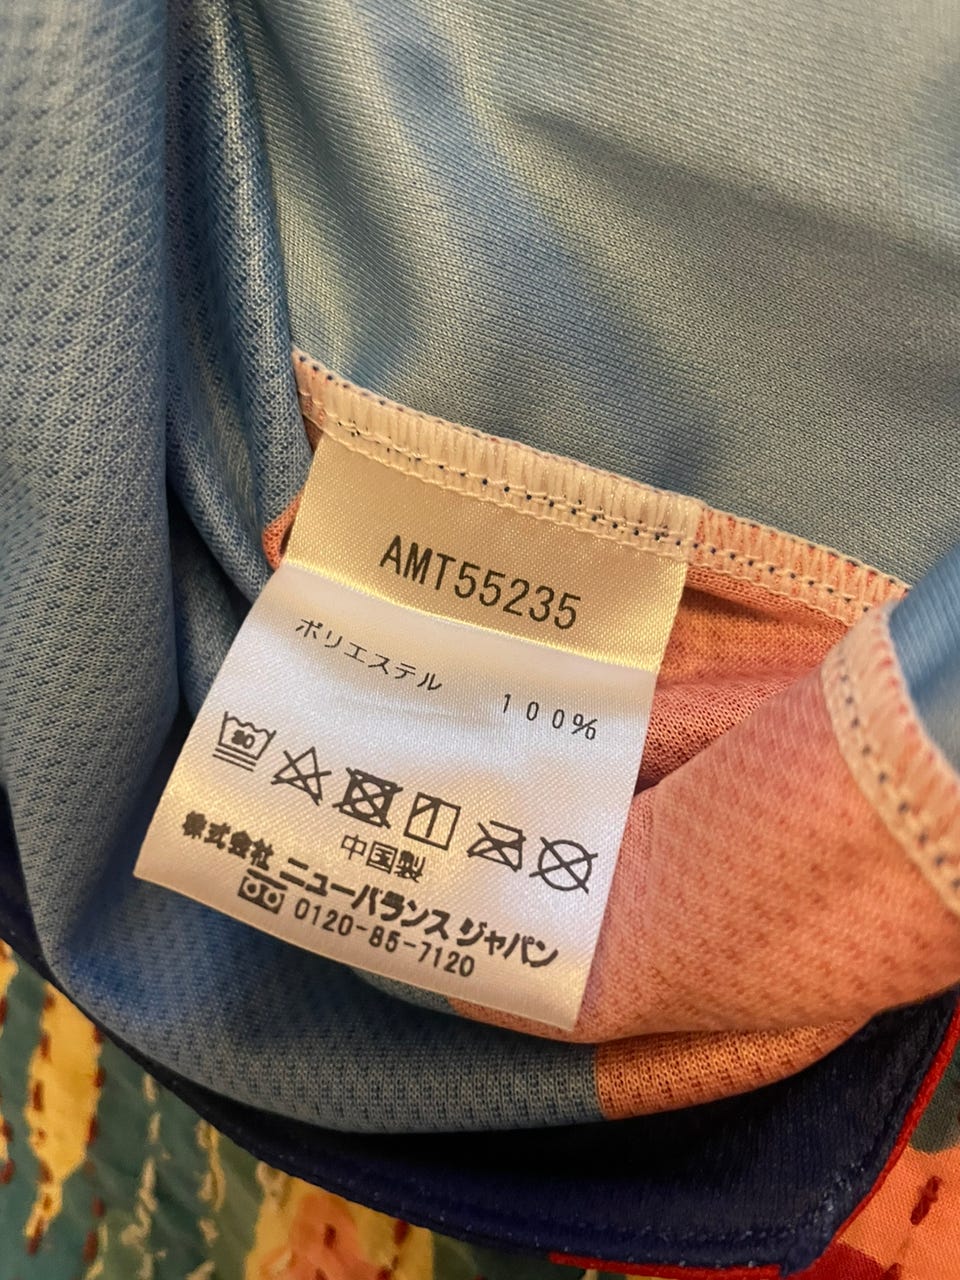 AMT55235
ポリエステル 100%
30
中国製
株式会社 ニューバランス ジャパン
0120-85-7120